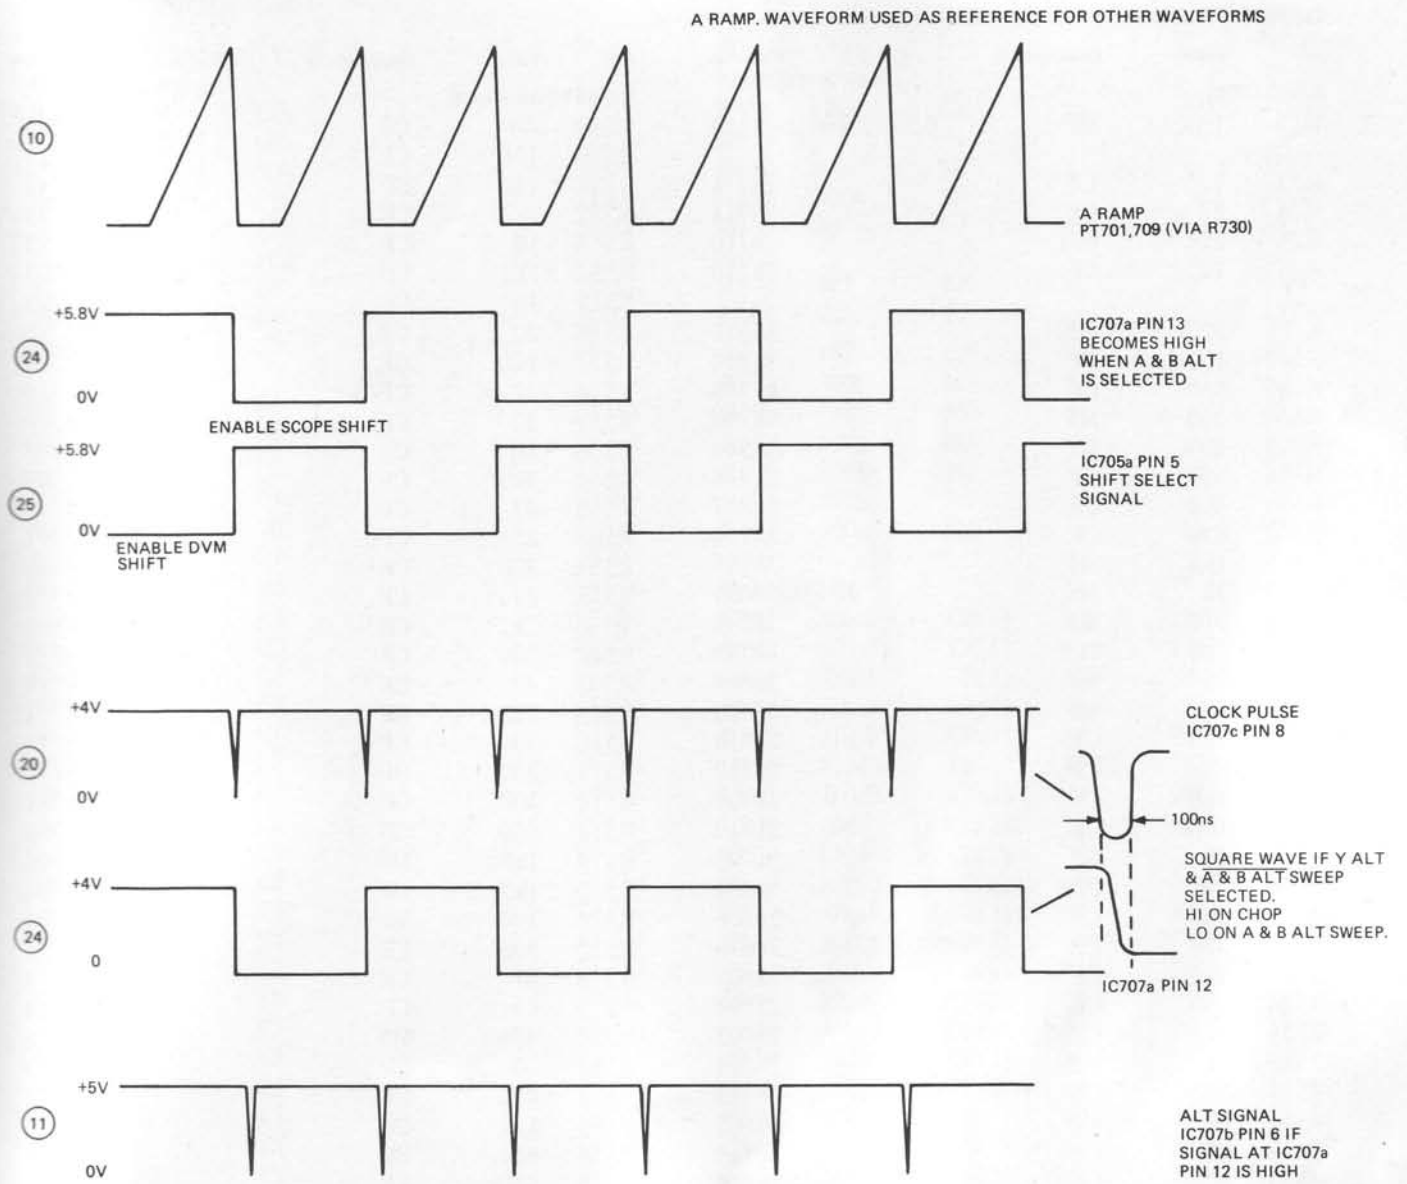 A RAMP. WAVEFORM USED AS REFERENCE FOR OTHER WAVEFORMS
10
A RAMP
PT701,709 (VIA R730)
+5.8V
24
0V
IC707a PIN 13
BECOMES HIGH
WHEN A & B ALT
IS SELECTED
ENABLE SCOPE SHIFT
+5.8V
25
0V
ENABLE DVM
SHIFT
IC705a PIN 5
SHIFT SELECT
SIGNAL
+4V
20
0V
CLOCK PULSE
IC707c PIN 8
100ns
+4V
24
0
SQUARE WAVE IF Y ALT
& A & B ALT SWEEP
SELECTED.
HI ON CHOP
LO ON A & B ALT SWEEP.
IC707a PIN 12
+5V
11
0V
ALT SIGNAL
IC707b PIN 6 IF
SIGNAL AT IC707a
PIN 12 IS HIGH